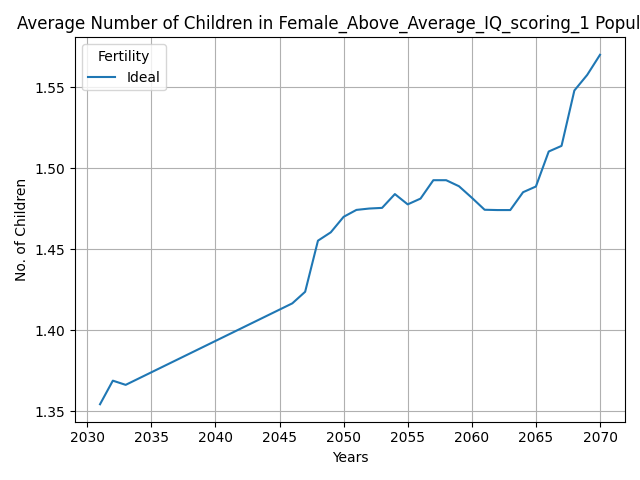 Average Number of Children in Female_Above_Average_IQ_scoring_1 Popul
Fertility
Ideal
1.55
1.50
1.45
1.40
1.35
No. of Children
2030 2035 2040 2045 2050 2055 2060 2065 2070
Years